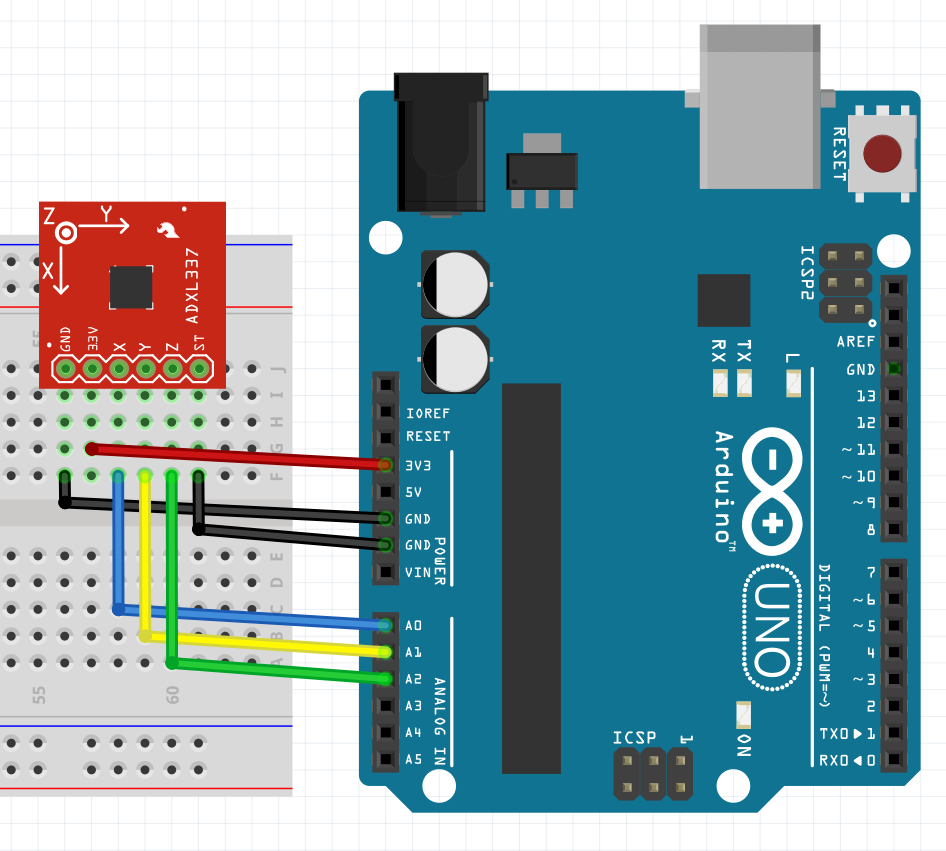 Z
Y
X
ADXL337
GND
33V
X
Y
Z
ST
J
I
H
G
F
E
D
C
B
A
55
60
RESET
ICSP2
IOREF
RESET
3V3
5V
GND
GND
VIN
POWER
A0
A1
A2
A3
A4
A5
ANALOG IN
RX
TX
L
Arduino™
UNO
ON
ICSP
1
AREF
GND
13
12
~11
~10
~9
8
7
~6
~5
4
~3
2
TX0▶1
RX0◀0
DIGITAL (PWM=~)